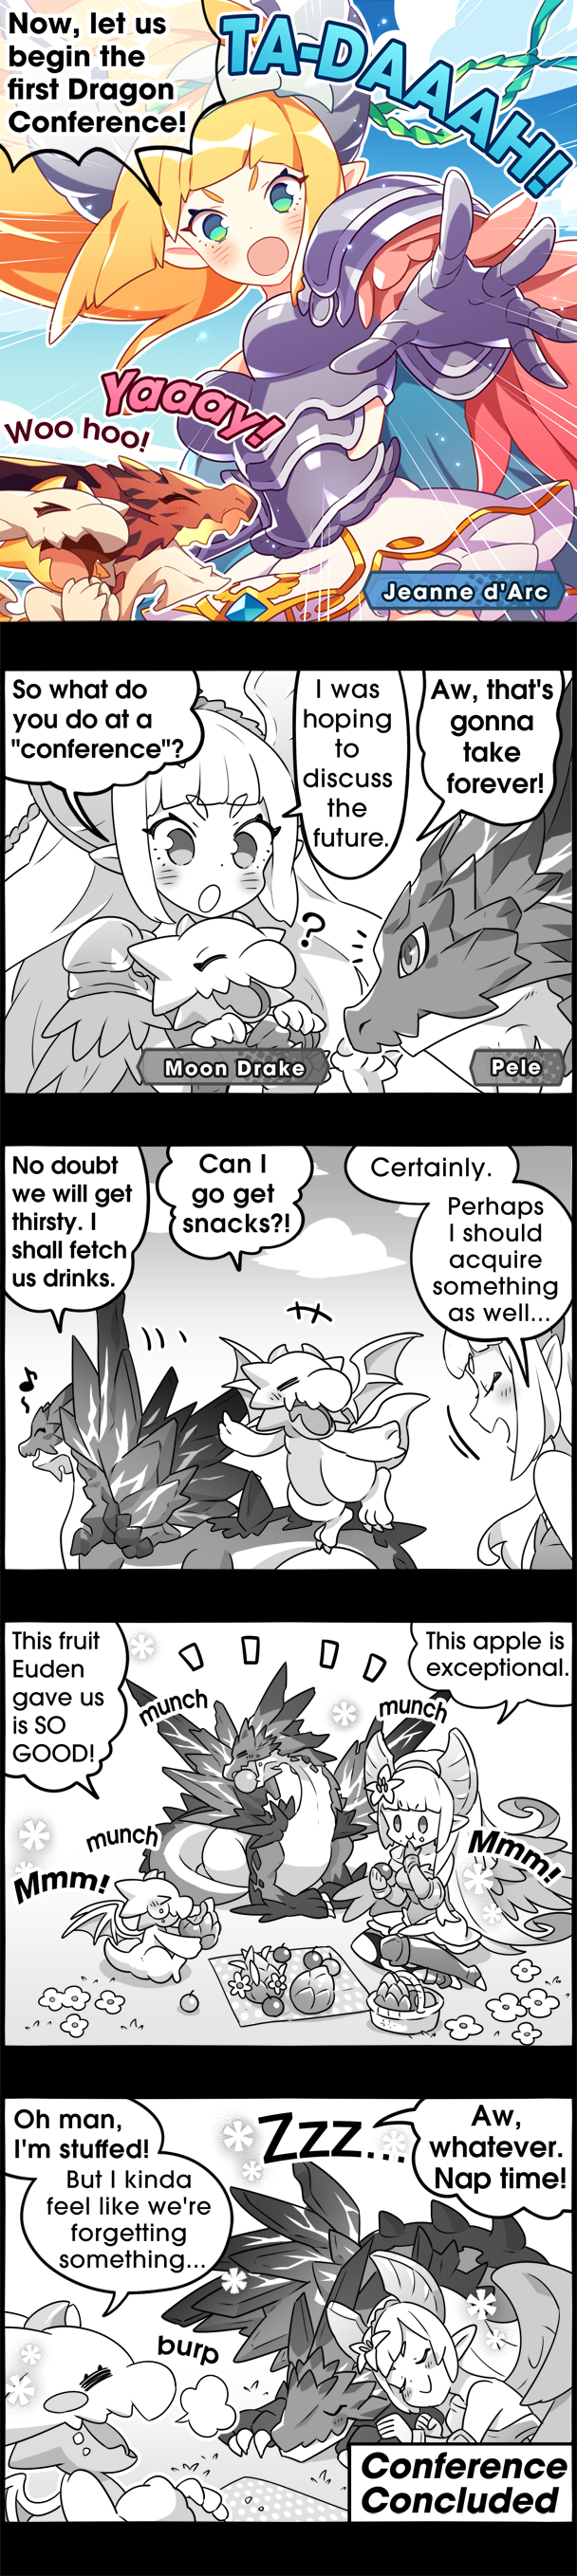 Now, let us
begin the
first Dragon
Conference!
TA-DAAAH!
Yaaay!
Woo hoo!
Jeanne d'Arc
So what do
you do at a
"conference"?
I was
hoping
to
discuss
the
future.
Aw, that's
gonna
take
forever!
?
Moon Drake
Pele
No doubt
we will get
thirsty. I
shall fetch
us drinks.
Can I
go get
snacks?!
Certainly.
Perhaps
I should
acquire
something
as well...
This fruit
Euden
gave us
is SO
GOOD!
This apple is
exceptional.
munch
munch
munch
Mmm!
Mmm!
Oh man,
I'm stuffed!
But I kinda
feel like we're
forgetting
something...
Zzz...
Aw,
whatever.
Nap time!
burp
Conference
Concluded